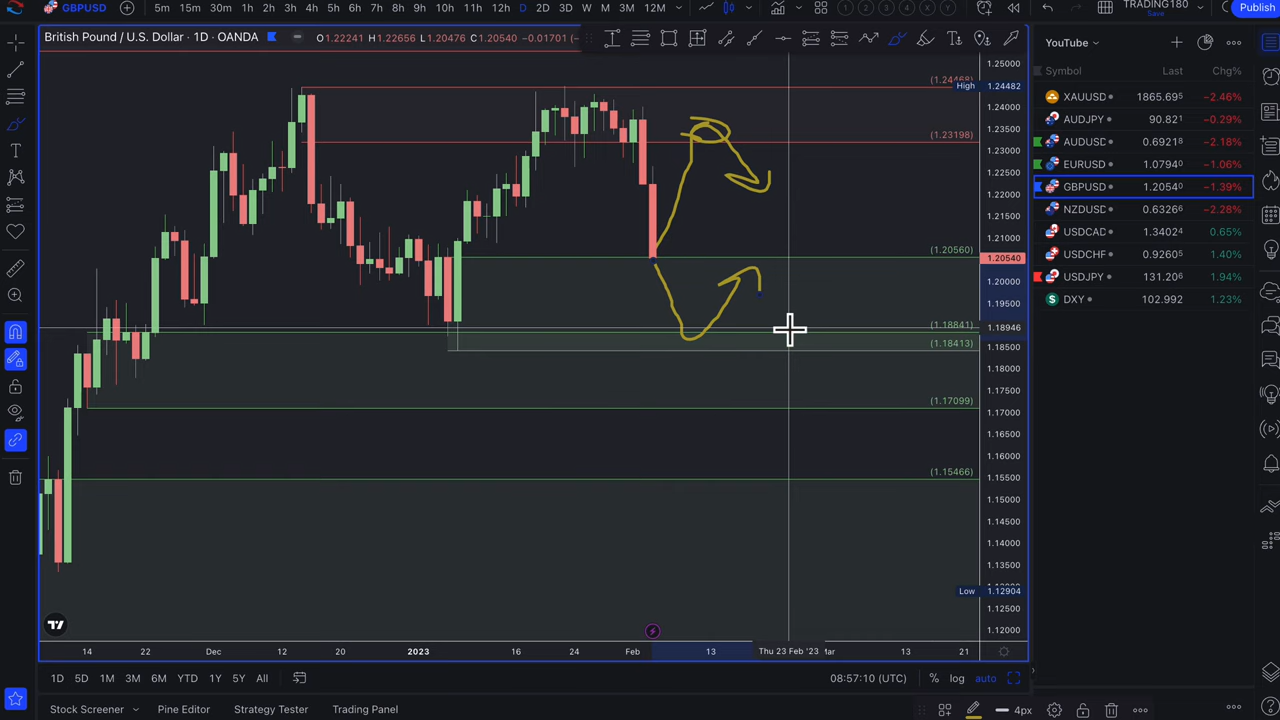 GBPUSD 5m 15m 30m 1h 2h 3h 4h 5h 6h 7h 8h 9h 10h 11h 12h D 2D 3D W M 3M 12M TRADING180 Save Publish
British Pound / U.S. Dollar · 1D · OANDA O1.22241 H1.22656 L1.20476 C1.20540 −0.01701 (−
YouTube
Symbol Last Chg%
XAUUSD 1865.695 −2.46%
AUDJPY 90.821 −0.29%
AUDUSD 0.69218 −2.18%
EURUSD 1.07940 −1.06%
GBPUSD 1.20540 −1.39%
NZDUSD 0.63266 −2.28%
USDCAD 1.34024 0.65%
USDCHF 0.92605 1.40%
USDJPY 131.206 1.94%
DXY 102.992 1.23%
1.25000
(1.24468)
High 1.24482
1.24000
1.23500
(1.23198)
1.23000
1.22500
1.22000
1.21500
1.21000
(1.20560)
1.20540
1.20000
1.19500
(1.18841)
1.18946
(1.18413)
1.18500
1.18000
1.17500
(1.17099)
1.17000
1.16500
1.16000
(1.15466)
1.15500
1.15000
1.14500
1.14000
1.13500
Low 1.12904
1.12500
1.12000
14 22 Dec 12 20 2023 16 24 Feb 13 Thu 23 Feb '23 Mar 13 21
1D 5D 1M 3M 6M YTD 1Y 5Y All 08:57:10 (UTC) % log auto
Stock Screener Pine Editor Strategy Tester Trading Panel 4px